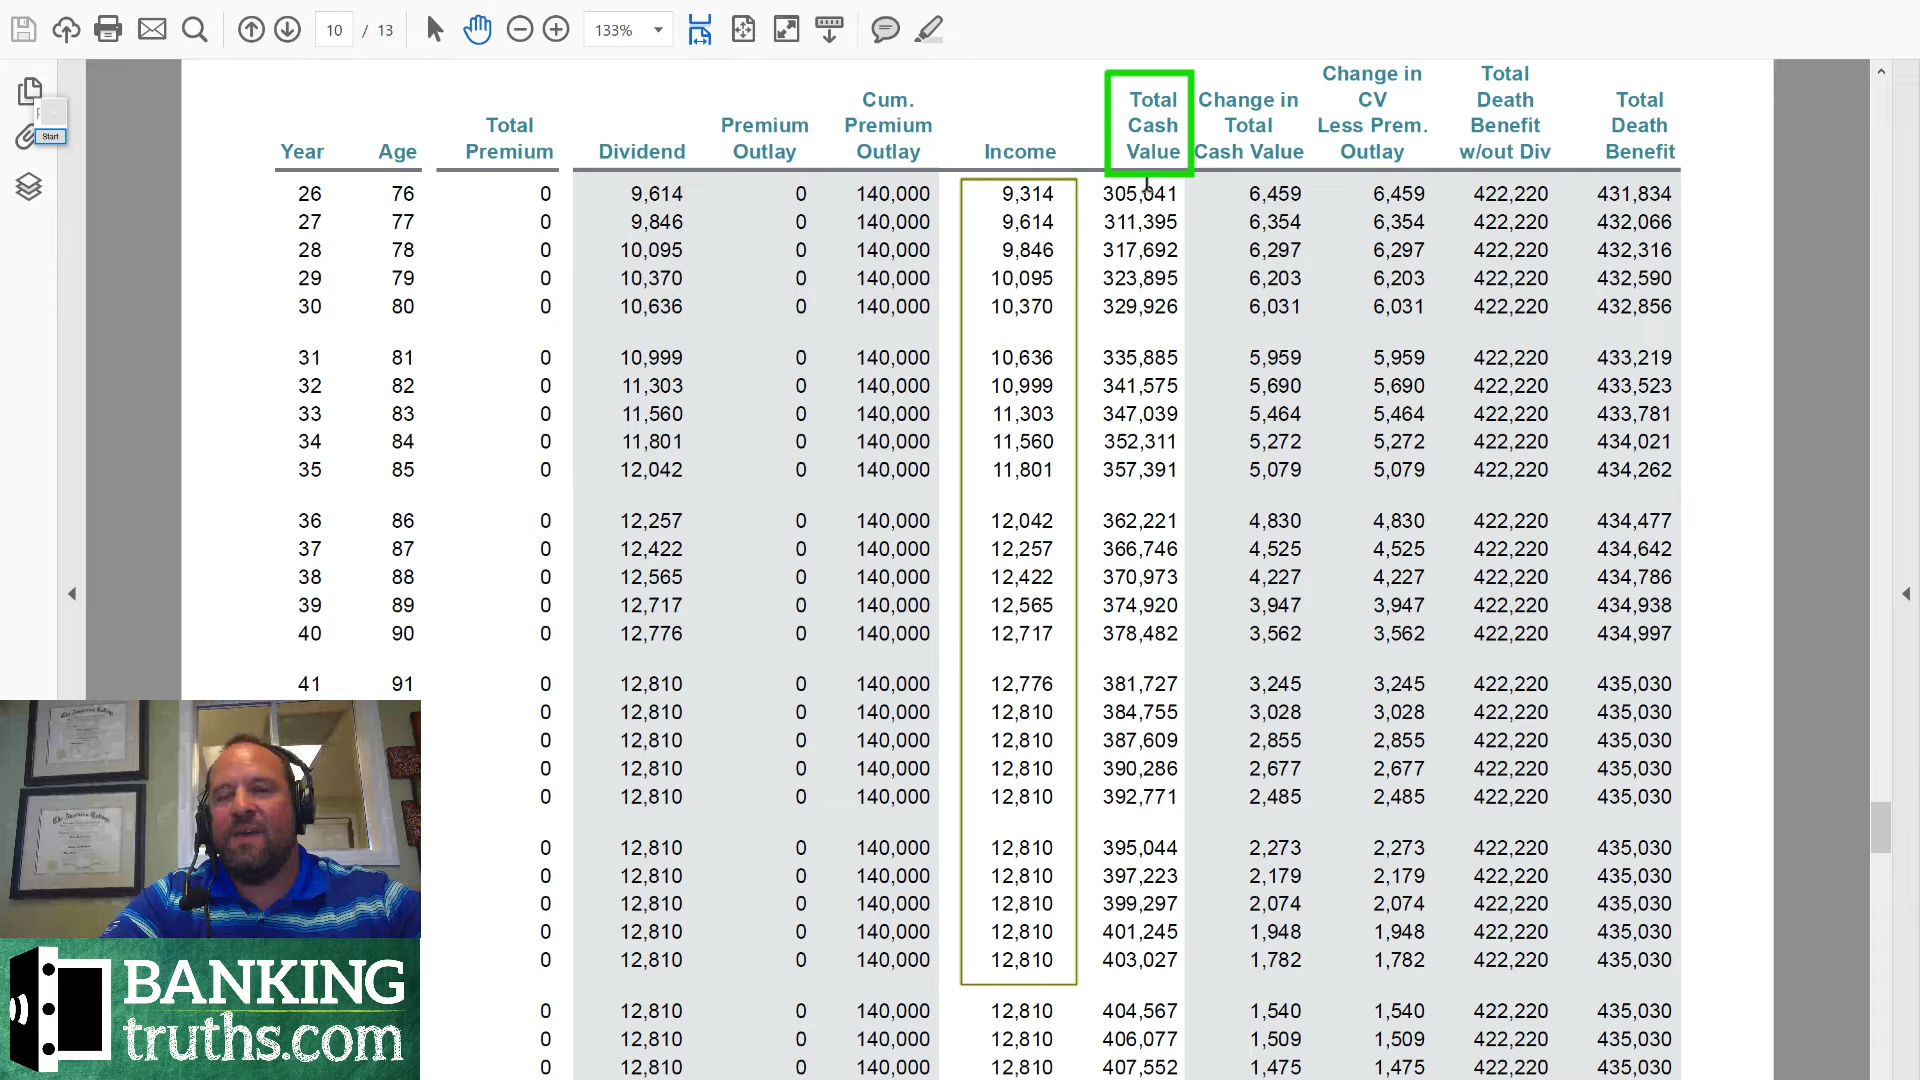 10 / 13 133%
Start
Year Age Total Premium Dividend Premium Outlay Cum. Premium Outlay Income Total Cash Value Change in Total Cash Value Change in CV Less Prem. Outlay Total Death Benefit w/out Div Total Death Benefit
26 76 0 9,614 0 140,000 9,314 305,041 6,459 6,459 422,220 431,834
27 77 0 9,846 0 140,000 9,614 311,395 6,354 6,354 422,220 432,066
28 78 0 10,095 0 140,000 9,846 317,692 6,297 6,297 422,220 432,316
29 79 0 10,370 0 140,000 10,095 323,895 6,203 6,203 422,220 432,590
30 80 0 10,636 0 140,000 10,370 329,926 6,031 6,031 422,220 432,856
31 81 0 10,999 0 140,000 10,636 335,885 5,959 5,959 422,220 433,219
32 82 0 11,303 0 140,000 10,999 341,575 5,690 5,690 422,220 433,523
33 83 0 11,560 0 140,000 11,303 347,039 5,464 5,464 422,220 433,781
34 84 0 11,801 0 140,000 11,560 352,311 5,272 5,272 422,220 434,021
35 85 0 12,042 0 140,000 11,801 357,391 5,079 5,079 422,220 434,262
36 86 0 12,257 0 140,000 12,042 362,221 4,830 4,830 422,220 434,477
37 87 0 12,422 0 140,000 12,257 366,746 4,525 4,525 422,220 434,642
38 88 0 12,565 0 140,000 12,422 370,973 4,227 4,227 422,220 434,786
39 89 0 12,717 0 140,000 12,565 374,920 3,947 3,947 422,220 434,938
40 90 0 12,776 0 140,000 12,717 378,482 3,562 3,562 422,220 434,997
41 91 0 12,810 0 140,000 12,776 381,727 3,245 3,245 422,220 435,030
0 12,810 0 140,000 12,810 384,755 3,028 3,028 422,220 435,030
0 12,810 0 140,000 12,810 387,609 2,855 2,855 422,220 435,030
0 12,810 0 140,000 12,810 390,286 2,677 2,677 422,220 435,030
0 12,810 0 140,000 12,810 392,771 2,485 2,485 422,220 435,030
0 12,810 0 140,000 12,810 395,044 2,273 2,273 422,220 435,030
0 12,810 0 140,000 12,810 397,223 2,179 2,179 422,220 435,030
0 12,810 0 140,000 12,810 399,297 2,074 2,074 422,220 435,030
0 12,810 0 140,000 12,810 401,245 1,948 1,948 422,220 435,030
0 12,810 0 140,000 12,810 403,027 1,782 1,782 422,220 435,030
0 12,810 0 140,000 12,810 404,567 1,540 1,540 422,220 435,030
0 12,810 0 140,000 12,810 406,077 1,509 1,509 422,220 435,030
0 12,810 0 140,000 12,810 407,552 1,475 1,475 422,220 435,030
The American College
The American College
BANKING
truths.com